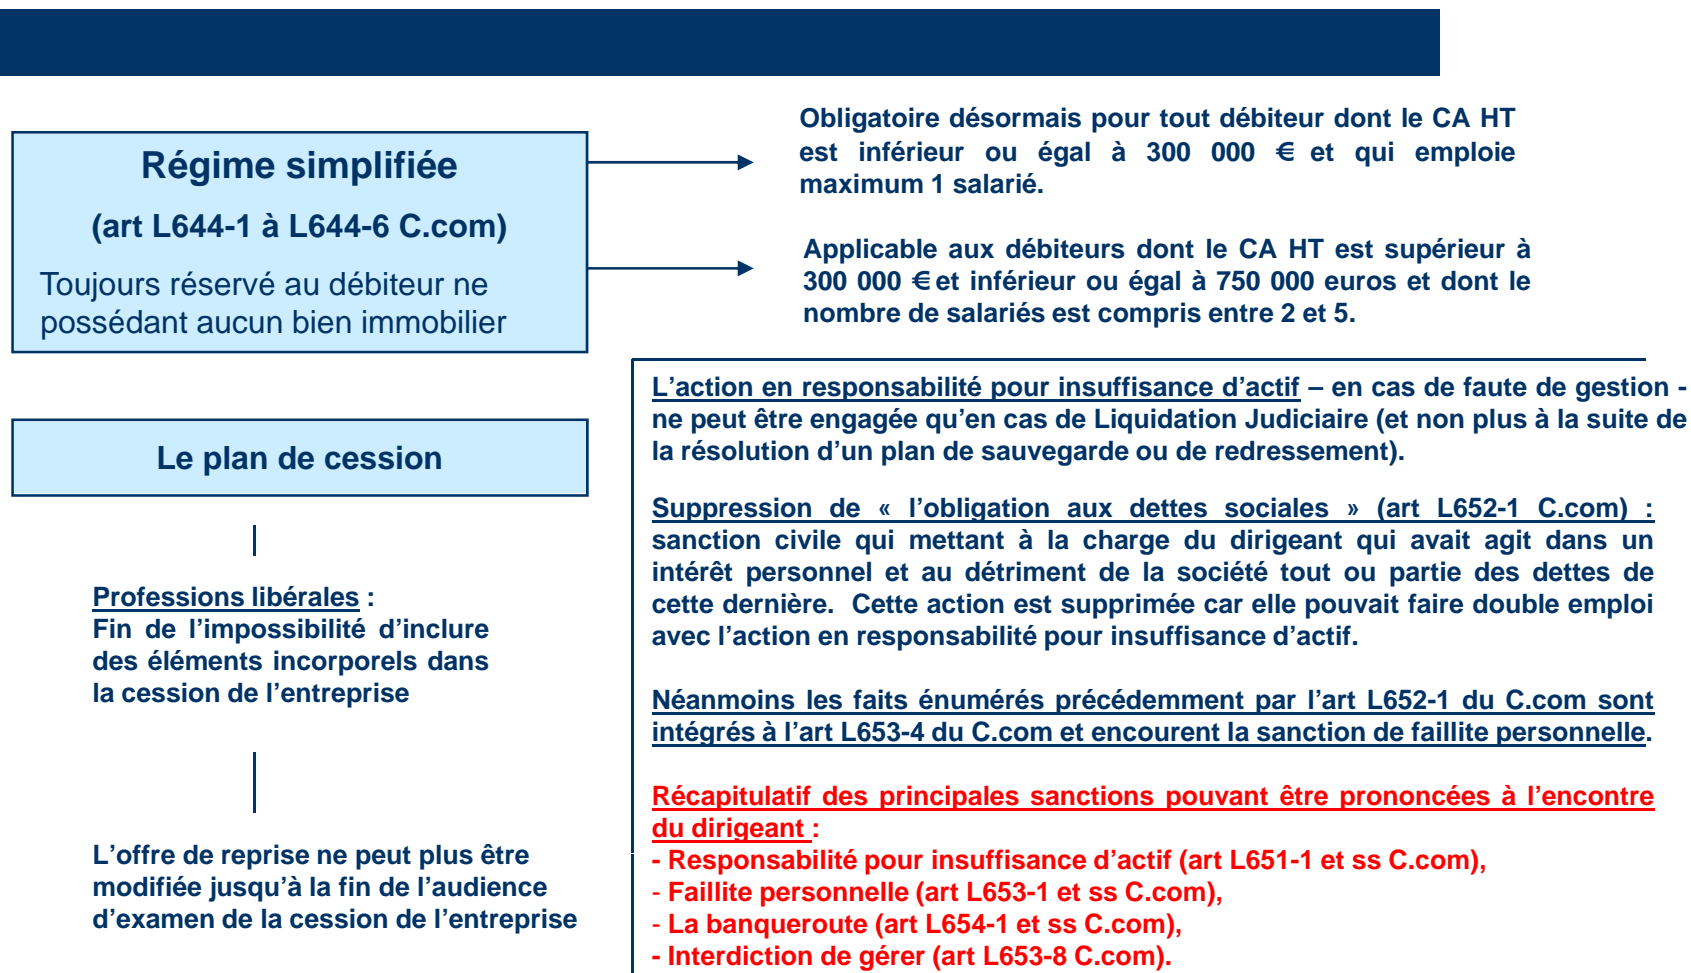 Régime simplifiée
(art L644-1 à L644-6 C.com)
Toujours réservé au débiteur ne
possédant aucun bien immobilier
Obligatoire désormais pour tout débiteur dont le CA HT
est inférieur ou égal à 300 000 € et qui emploie
maximum 1 salarié.
Applicable aux débiteurs dont le CA HT est supérieur à
300 000 € et inférieur ou égal à 750 000 euros et dont le
nombre de salariés est compris entre 2 et 5.
Le plan de cession
Professions libérales :
Fin de l’impossibilité d’inclure
des éléments incorporels dans
la cession de l’entreprise
L’offre de reprise ne peut plus être
modifiée jusqu’à la fin de l’audience
d’examen de la cession de l’entreprise
L’action en responsabilité pour insuffisance d’actif – en cas de faute de gestion -
ne peut être engagée qu’en cas de Liquidation Judiciaire (et non plus à la suite de
la résolution d’un plan de sauvegarde ou de redressement).
Suppression de « l’obligation aux dettes sociales » (art L652-1 C.com) :
sanction civile qui mettant à la charge du dirigeant qui avait agit dans un
intérêt personnel et au détriment de la société tout ou partie des dettes de
cette dernière. Cette action est supprimée car elle pouvait faire double emploi
avec l’action en responsabilité pour insuffisance d’actif.
Néanmoins les faits énumérés précédemment par l’art L652-1 du C.com sont
intégrés à l’art L653-4 du C.com et encourent la sanction de faillite personnelle.
Récapitulatif des principales sanctions pouvant être prononcées à l’encontre
du dirigeant :
- Responsabilité pour insuffisance d’actif (art L651-1 et ss C.com),
- Faillite personnelle (art L653-1 et ss C.com),
- La banqueroute (art L654-1 et ss C.com),
- Interdiction de gérer (art L653-8 C.com).